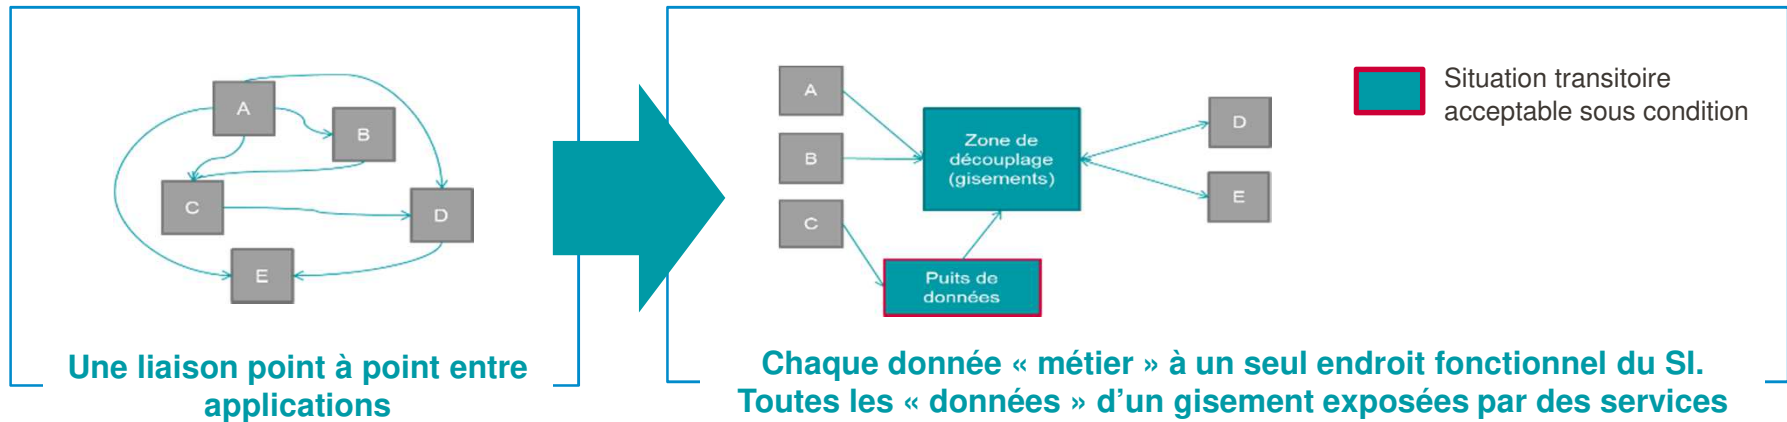 A
B
C
D
E
Une liaison point à point entre
applications
A
B
C
Zone de
découplage
(gisements)
Puits de
données
D
E
Situation transitoire
acceptable sous condition
Chaque donnée « métier » à un seul endroit fonctionnel du SI.
Toutes les « données » d’un gisement exposées par des services